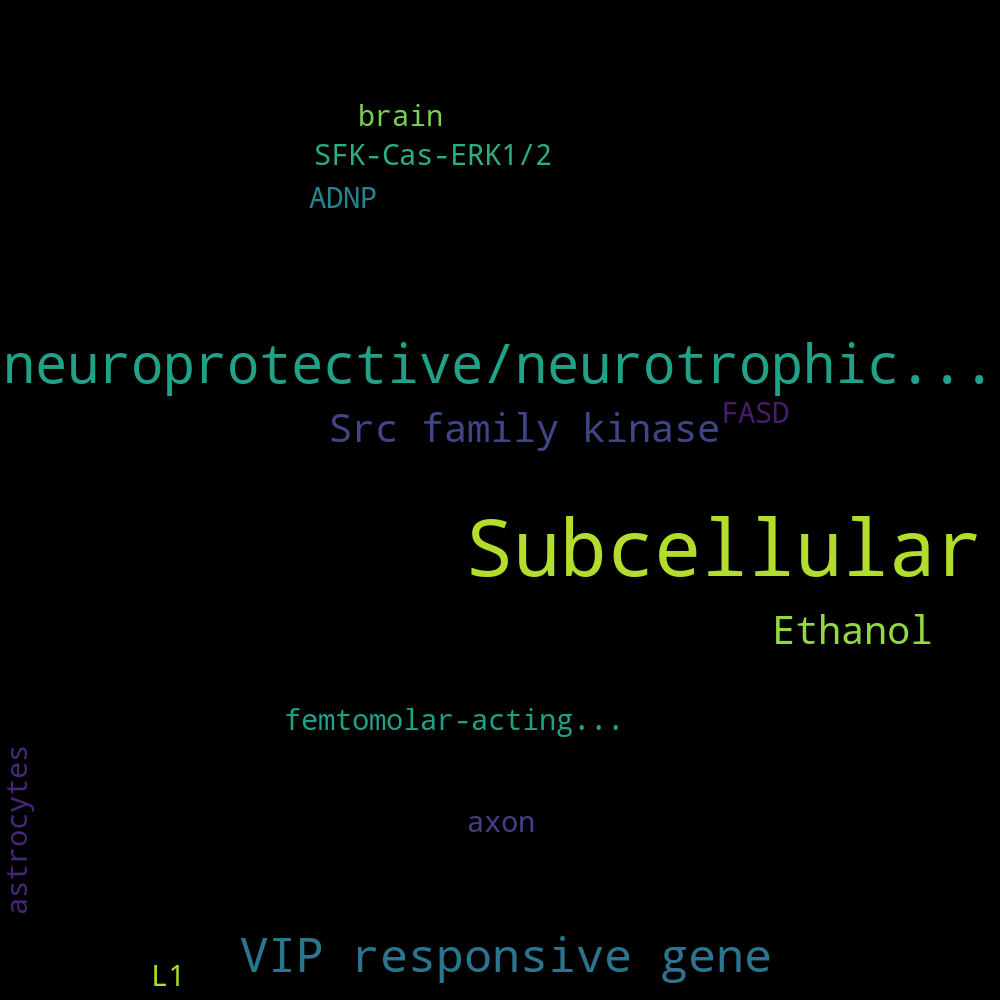 brain
SFK-Cas-ERK1/2
ADNP
neuroprotective/neurotrophic...
FASD
Src family kinase
Subcellular
Ethanol
femtomolar-acting...
astrocytes
axon
VIP responsive gene
L1